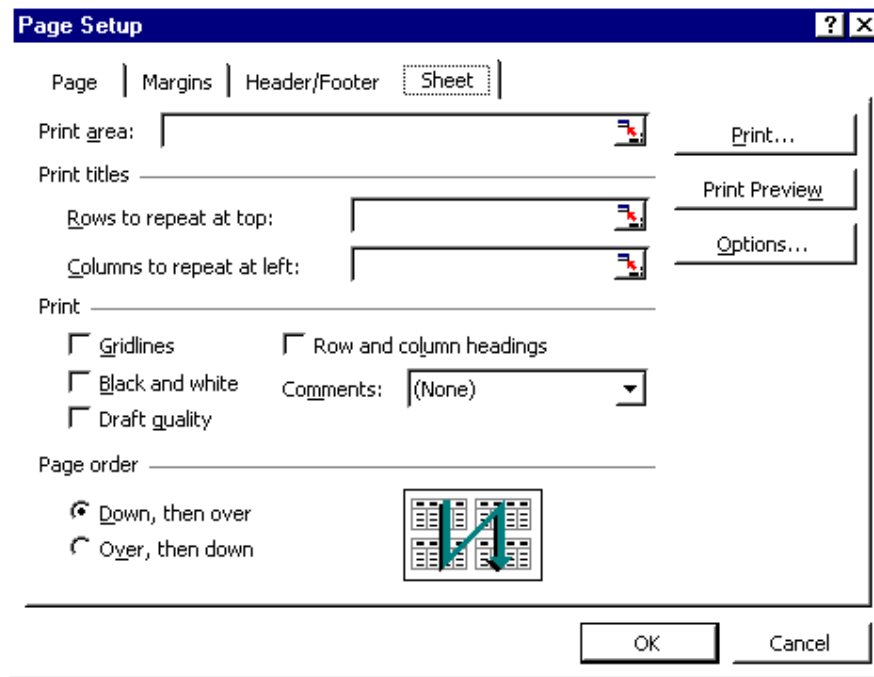 Page Setup
Page Margins Header/Footer Sheet
Print area:
Print...
Print titles
Print Preview
Rows to repeat at top:
Options...
Columns to repeat at left:
Print
Gridlines Row and column headings
Black and white Comments: (None)
Draft quality
Page order
Down, then over
Over, then down
OK Cancel